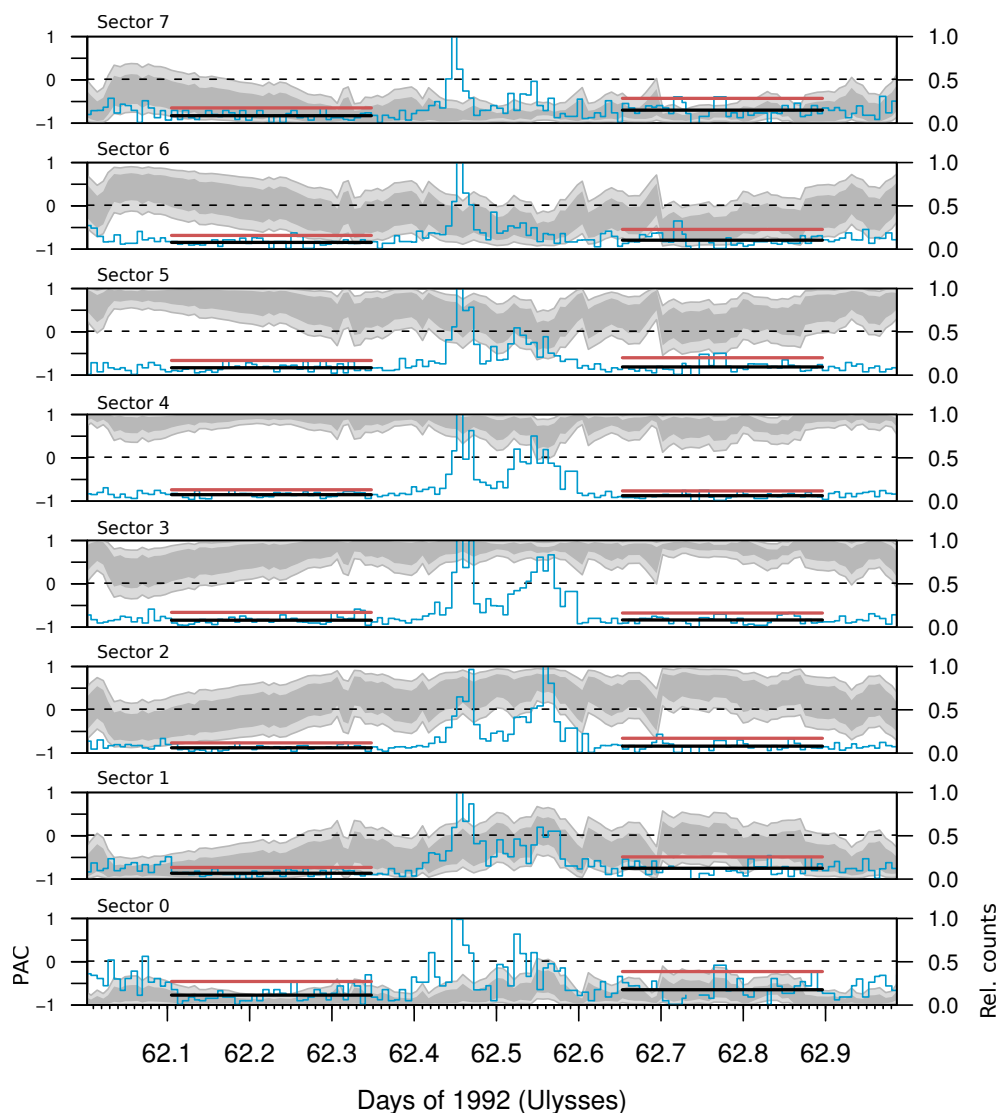 Sector 7
1 1.0
0 0.5
−1 0.0
Sector 6
1 1.0
0 0.5
−1 0.0
Sector 5
1 1.0
0 0.5
−1 0.0
Sector 4
1 1.0
0 0.5
−1 0.0
Sector 3
1 1.0
0 0.5
−1 0.0
Sector 2
1 1.0
0 0.5
−1 0.0
Sector 1
1 1.0
0 0.5
−1 0.0
Sector 0
1 1.0
0 0.5
−1 0.0
PAC
Rel. counts
62.1 62.2 62.3 62.4 62.5 62.6 62.7 62.8 62.9
Days of 1992 (Ulysses)